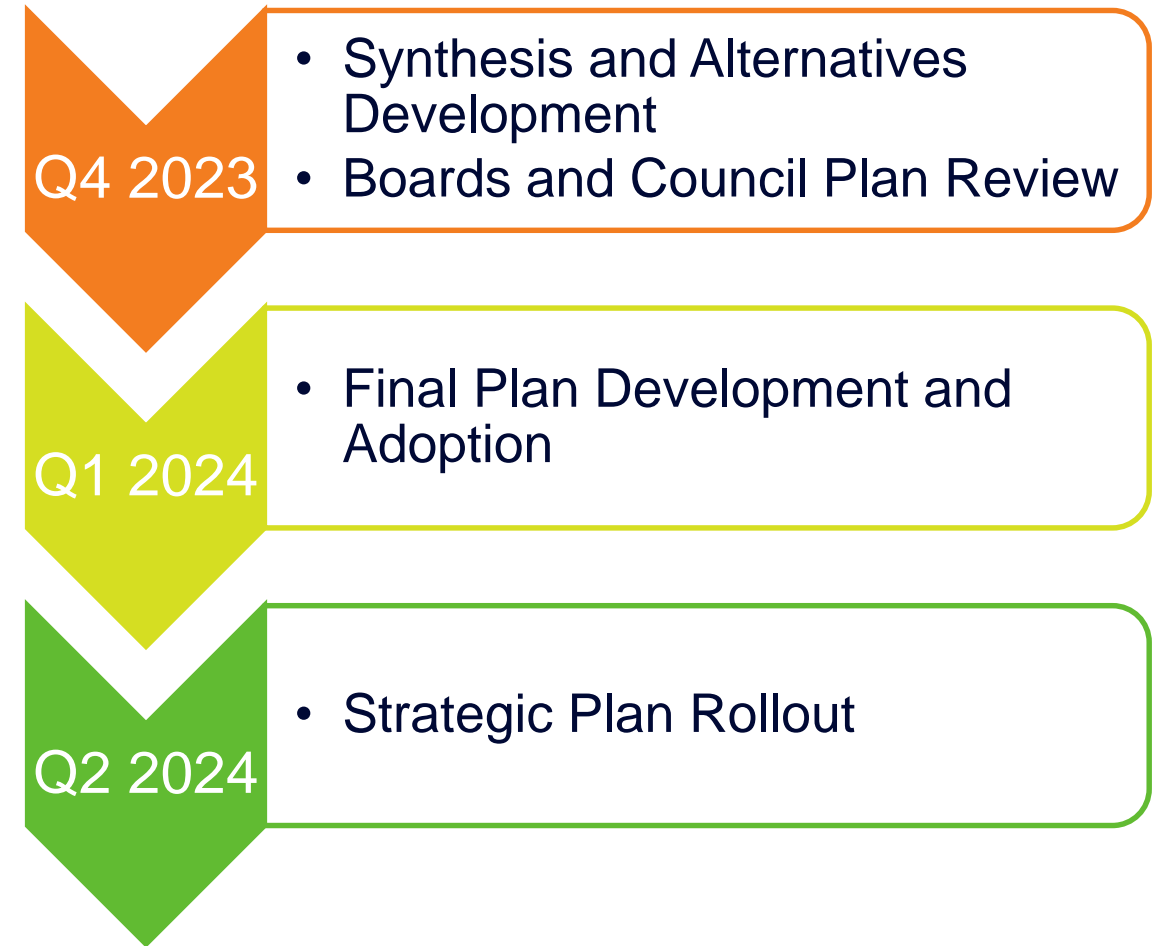 Q4 2023
• Synthesis and Alternatives
Development
• Boards and Council Plan Review
Q1 2024
• Final Plan Development and
Adoption
Q2 2024
• Strategic Plan Rollout